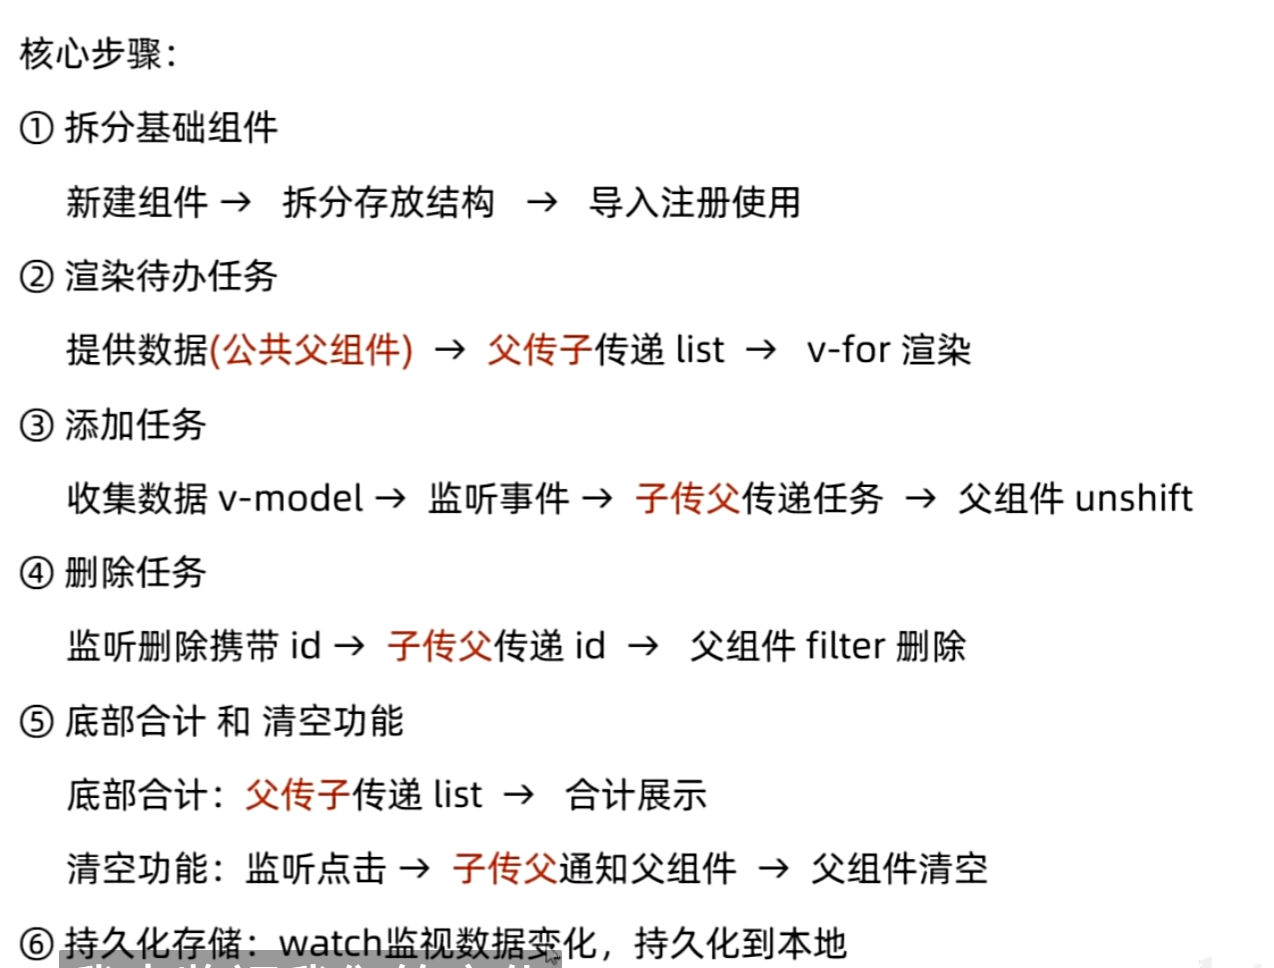 核心步骤：
① 拆分基础组件
新建组件 → 拆分存放结构 → 导入注册使用
② 渲染待办任务
提供数据(公共父组件) → 父传子传递 list → v-for 渲染
③ 添加任务
收集数据 v-model → 监听事件 → 子传父传递任务 → 父组件 unshift
④ 删除任务
监听删除携带 id → 子传父传递 id → 父组件 filter 删除
⑤ 底部合计 和 清空功能
底部合计：父传子传递 list → 合计展示
清空功能：监听点击 → 子传父通知父组件 → 父组件清空
⑥ 持久化存储：watch监视数据变化，持久化到本地